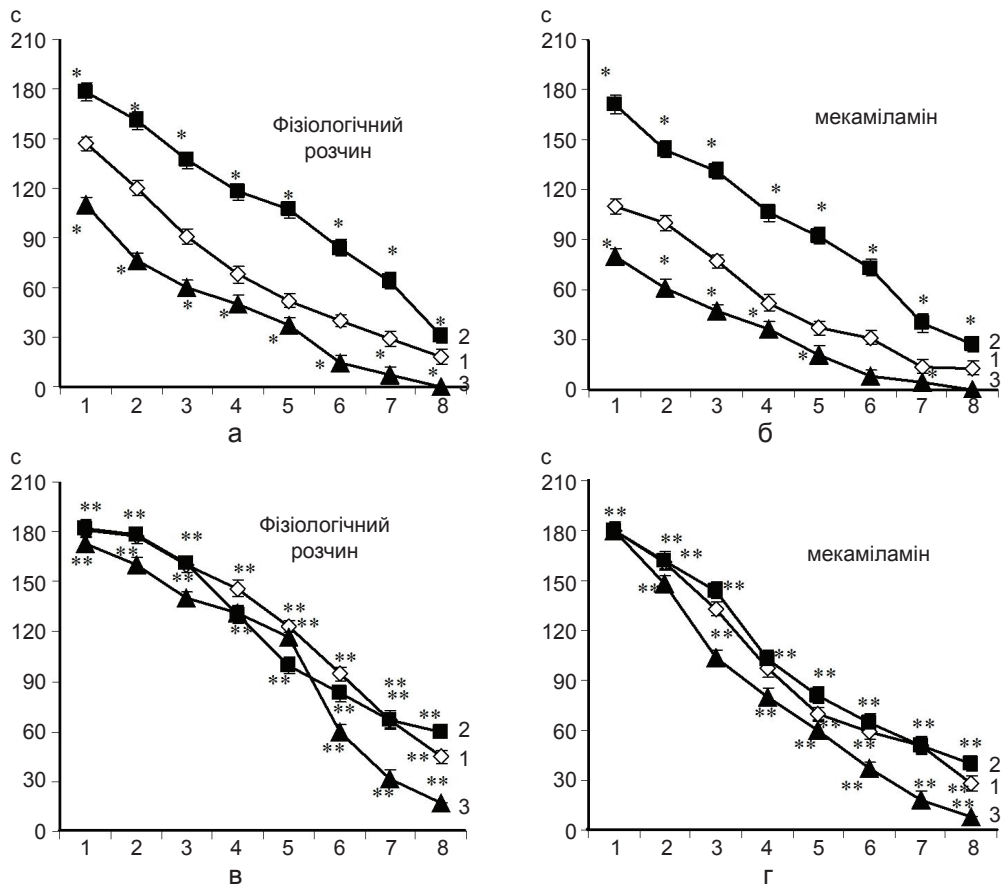 с
210
180
150
120
90
60
30
0
* * * * * * * *
* * * * * * * *
Фізіологічний
розчин
2
1
3
1 2 3 4 5 6 7 8
а
с
210
180
150
120
90
60
30
0
* * * * * * * *
* * * * * *
мекаміламін
2
1
3
1 2 3 4 5 6 7 8
б
с
210
180
150
120
90
60
30
0
** ** ** ** ** ** ** **
** ** ** ** ** ** ** ** ** ** ** **
Фізіологічний
розчин
2
1
3
1 2 3 4 5 6 7 8
в
с
210
180
150
120
90
60
30
0
** ** ** ** ** ** ** ** **
** ** ** ** ** ** ** ** ** **
мекаміламін
2
1
3
1 2 3 4 5 6 7 8
г